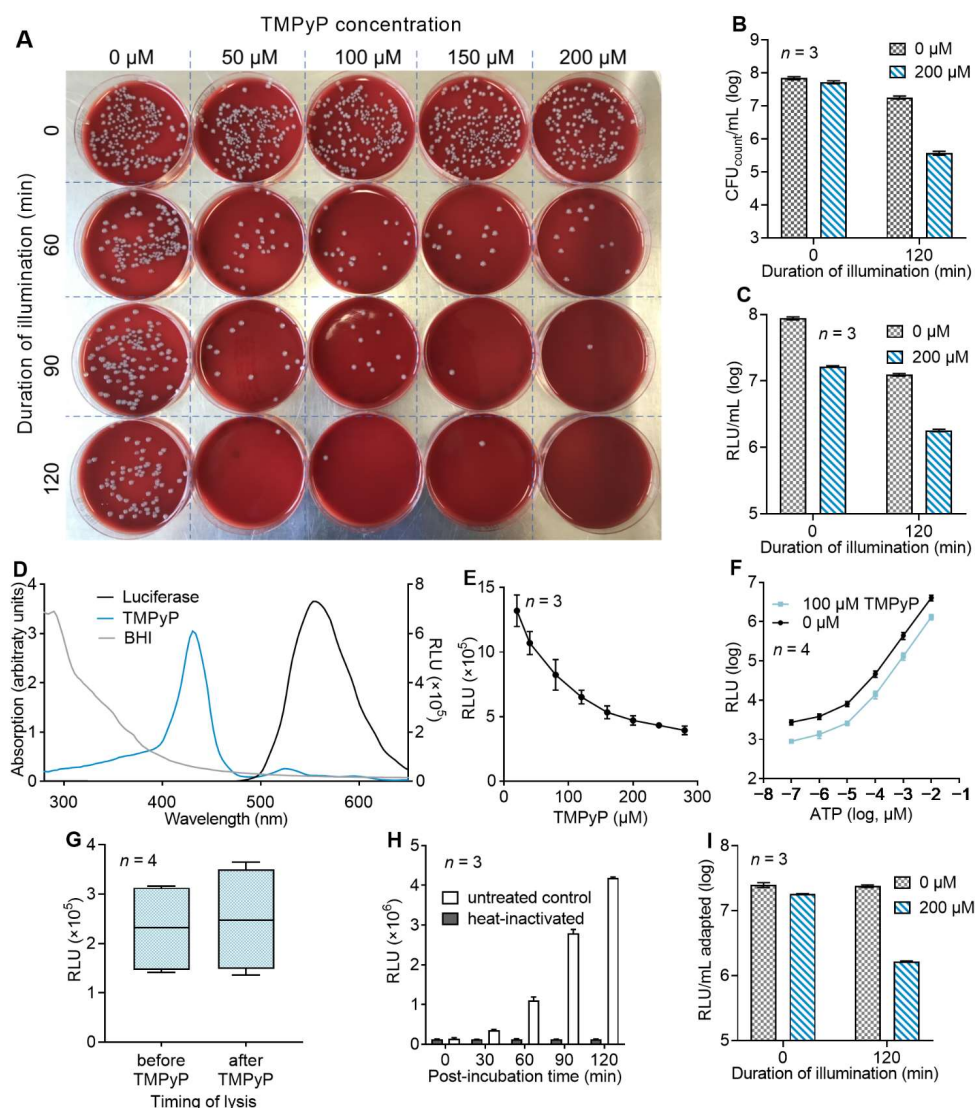 TMPyP concentration
A
0 µM 50 µM 100 µM 150 µM 200 µM
Duration of illumination (min)
0
60
90
120
B
n = 3
0 µM
200 µM
CFUcount/mL (log)
9
8
7
6
5
4
3
0 120
Duration of illumination (min)
C
n = 3
0 µM
200 µM
RLU/mL (log)
8
7
6
5
0 120
Duration of illumination (min)
D
Luciferase
TMPyP
BHI
Absorption (arbitraty units)
4
3
2
1
0
RLU (×10⁵)
8
6
4
2
0
300 400 500 600
Wavelength (nm)
E
n = 3
RLU (×10⁵)
15
10
5
0
0 100 200 300
TMPyP (µM)
F
100 µM TMPyP
0 µM
n = 4
RLU (log)
7
6
5
4
3
2
−8 −7 −6 −5 −4 −3 −2 −1
ATP (log, µM)
G
n = 4
RLU (×10⁵)
4
3
2
1
0
before TMPyP
after TMPyP
Timing of lysis
H
n = 3
untreated control
heat-inactivated
RLU (×10⁶)
5
4
3
2
1
0
0 30 60 90 120
Post-incubation time (min)
I
n = 3
0 µM
200 µM
RLU/mL adapted (log)
8
7
6
5
0 120
Duration of illumination (min)